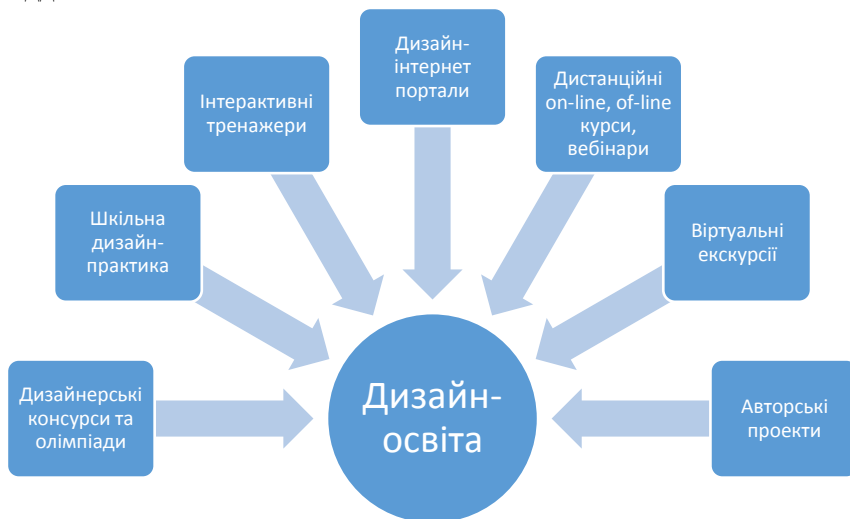 Дизайн-
інтернет
портали
Інтерактивні
тренажери
Дистанційні
on-line, of-line
курси,
вебінари
Шкільна
дизайн-
практика
Віртуальні
екскурсії
Дизайнерські
консурси та
олімпіади
Дизайн-
освіта
Авторські
проекти